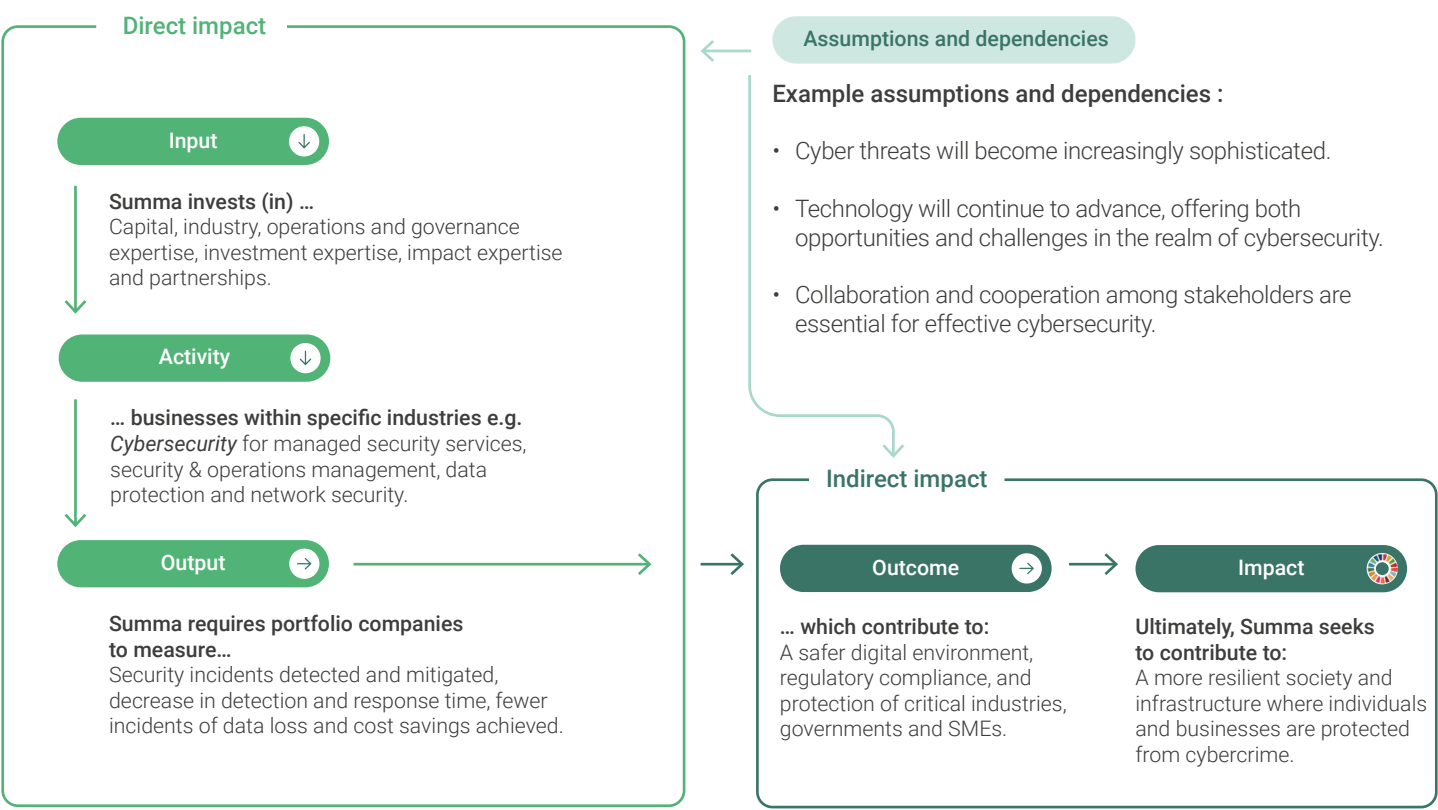 Direct impact
Input
Summa invests (in) ...
Capital, industry, operations and governance
expertise, investment expertise, impact expertise
and partnerships.
Activity
... businesses within specific industries e.g.
Cybersecurity for managed security services,
security & operations management, data
protection and network security.
Output
Summa requires portfolio companies
to measure...
Security incidents detected and mitigated,
decrease in detection and response time, fewer
incidents of data loss and cost savings achieved.
Assumptions and dependencies
Example assumptions and dependencies :
• Cyber threats will become increasingly sophisticated.
• Technology will continue to advance, offering both
opportunities and challenges in the realm of cybersecurity.
• Collaboration and cooperation among stakeholders are
essential for effective cybersecurity.
Indirect impact
Outcome
... which contribute to:
A safer digital environment,
regulatory compliance, and
protection of critical industries,
governments and SMEs.
Impact
Ultimately, Summa seeks
to contribute to:
A more resilient society and
infrastructure where individuals
and businesses are protected
from cybercrime.